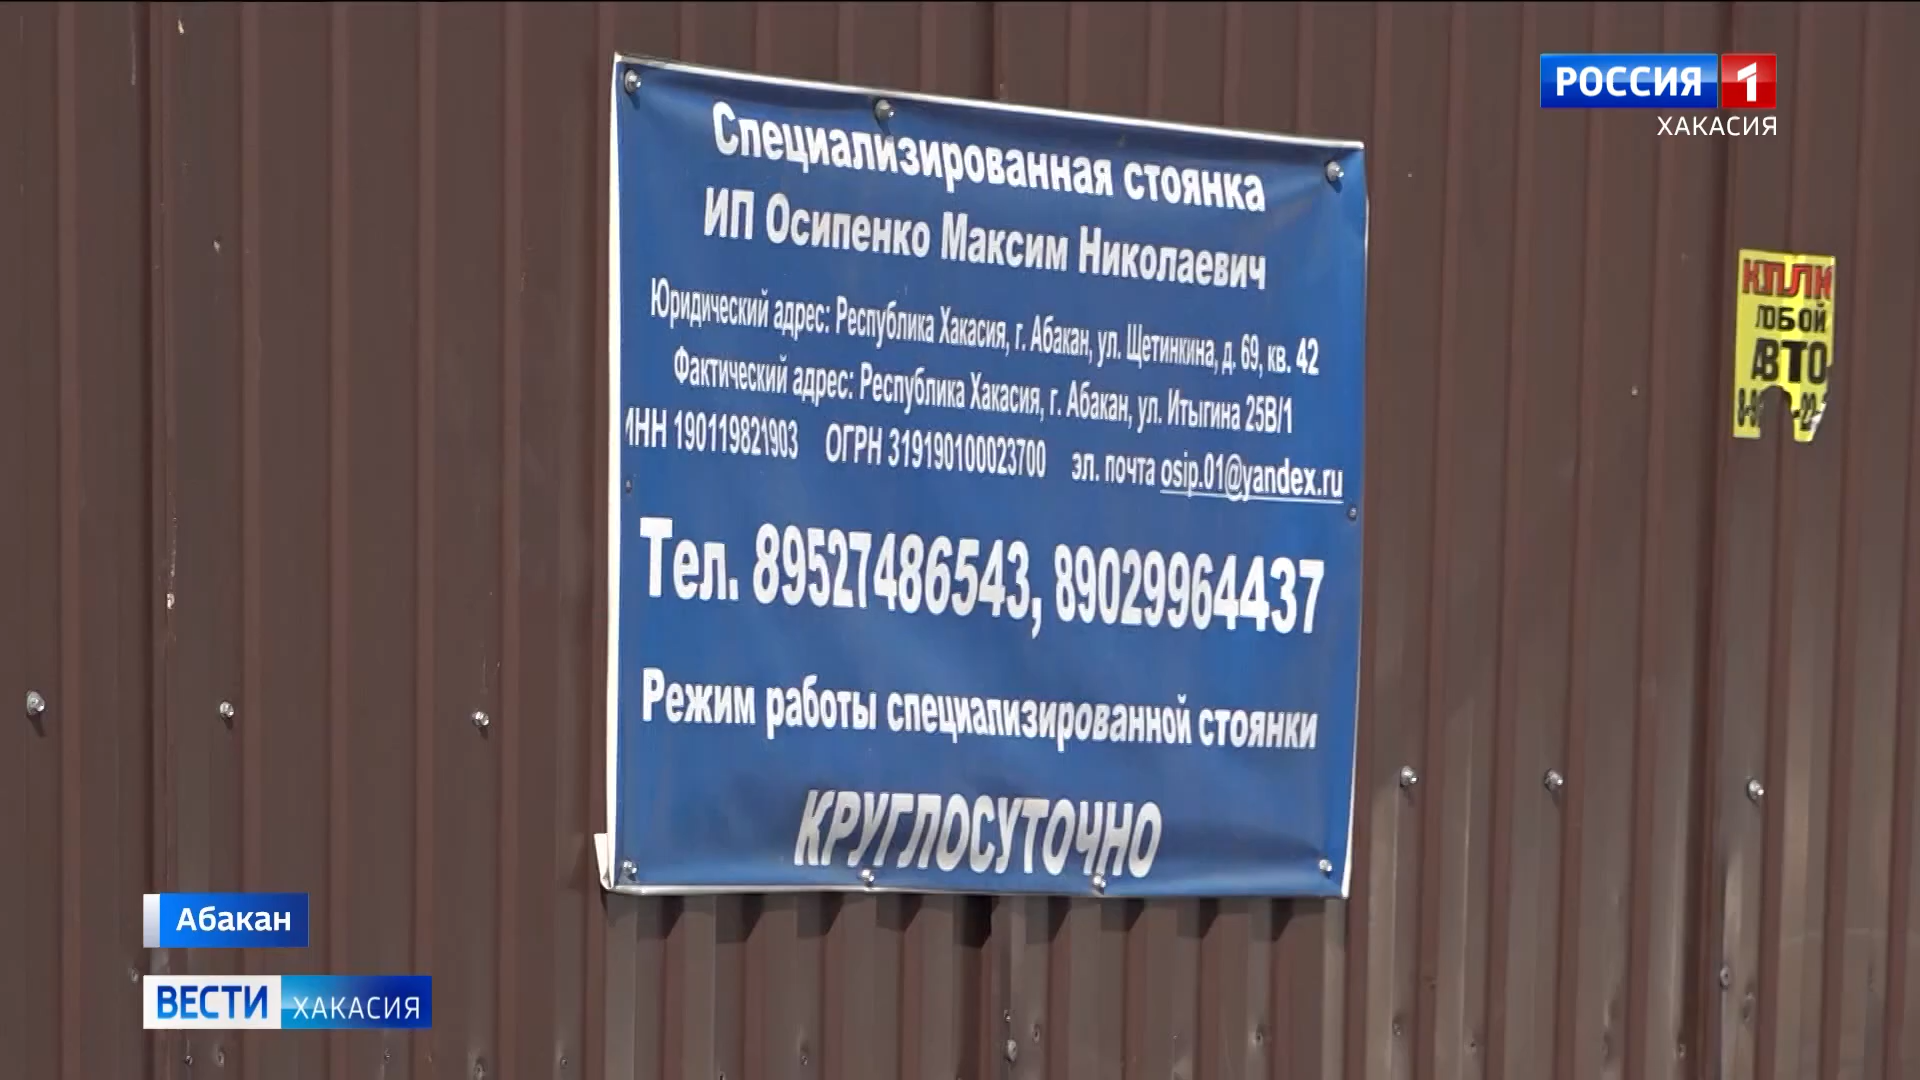 РОССИЯ 1
ХАКАСИЯ
Специализированная стоянка
ИП Осипенко Максим Николаевич
Юридический адрес: Республика Хакасия, г. Абакан, ул. Щетинкина, д. 69, кв. 42
Фактический адрес: Республика Хакасия, г. Абакан, ул. Итыгина 25В/1
ИНН 190119821903 ОГРН 319190100023700 эл. почта osip.01@yandex.ru
Тел. 89527486543, 89029964437
Режим работы специализированной стоянки
КРУГЛОСУТОЧНО
АВТО
Абакан
ВЕСТИ ХАКАСИЯ